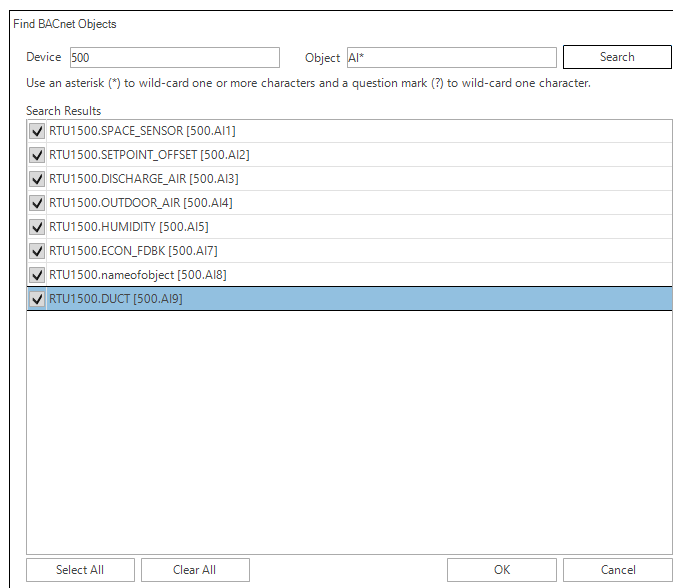 Find BACnet Objects
Device 500 Object AI* Search
Use an asterisk (*) to wild-card one or more characters and a question mark (?) to wild-card one character.
Search Results
RTU1500.SPACE_SENSOR [500.AI1]
RTU1500.SETPOINT_OFFSET [500.AI2]
RTU1500.DISCHARGE_AIR [500.AI3]
RTU1500.OUTDOOR_AIR [500.AI4]
RTU1500.HUMIDITY [500.AI5]
RTU1500.ECON_FDBK [500.AI7]
RTU1500.nameofobject [500.AI8]
RTU1500.DUCT [500.AI9]
Select All Clear All OK Cancel